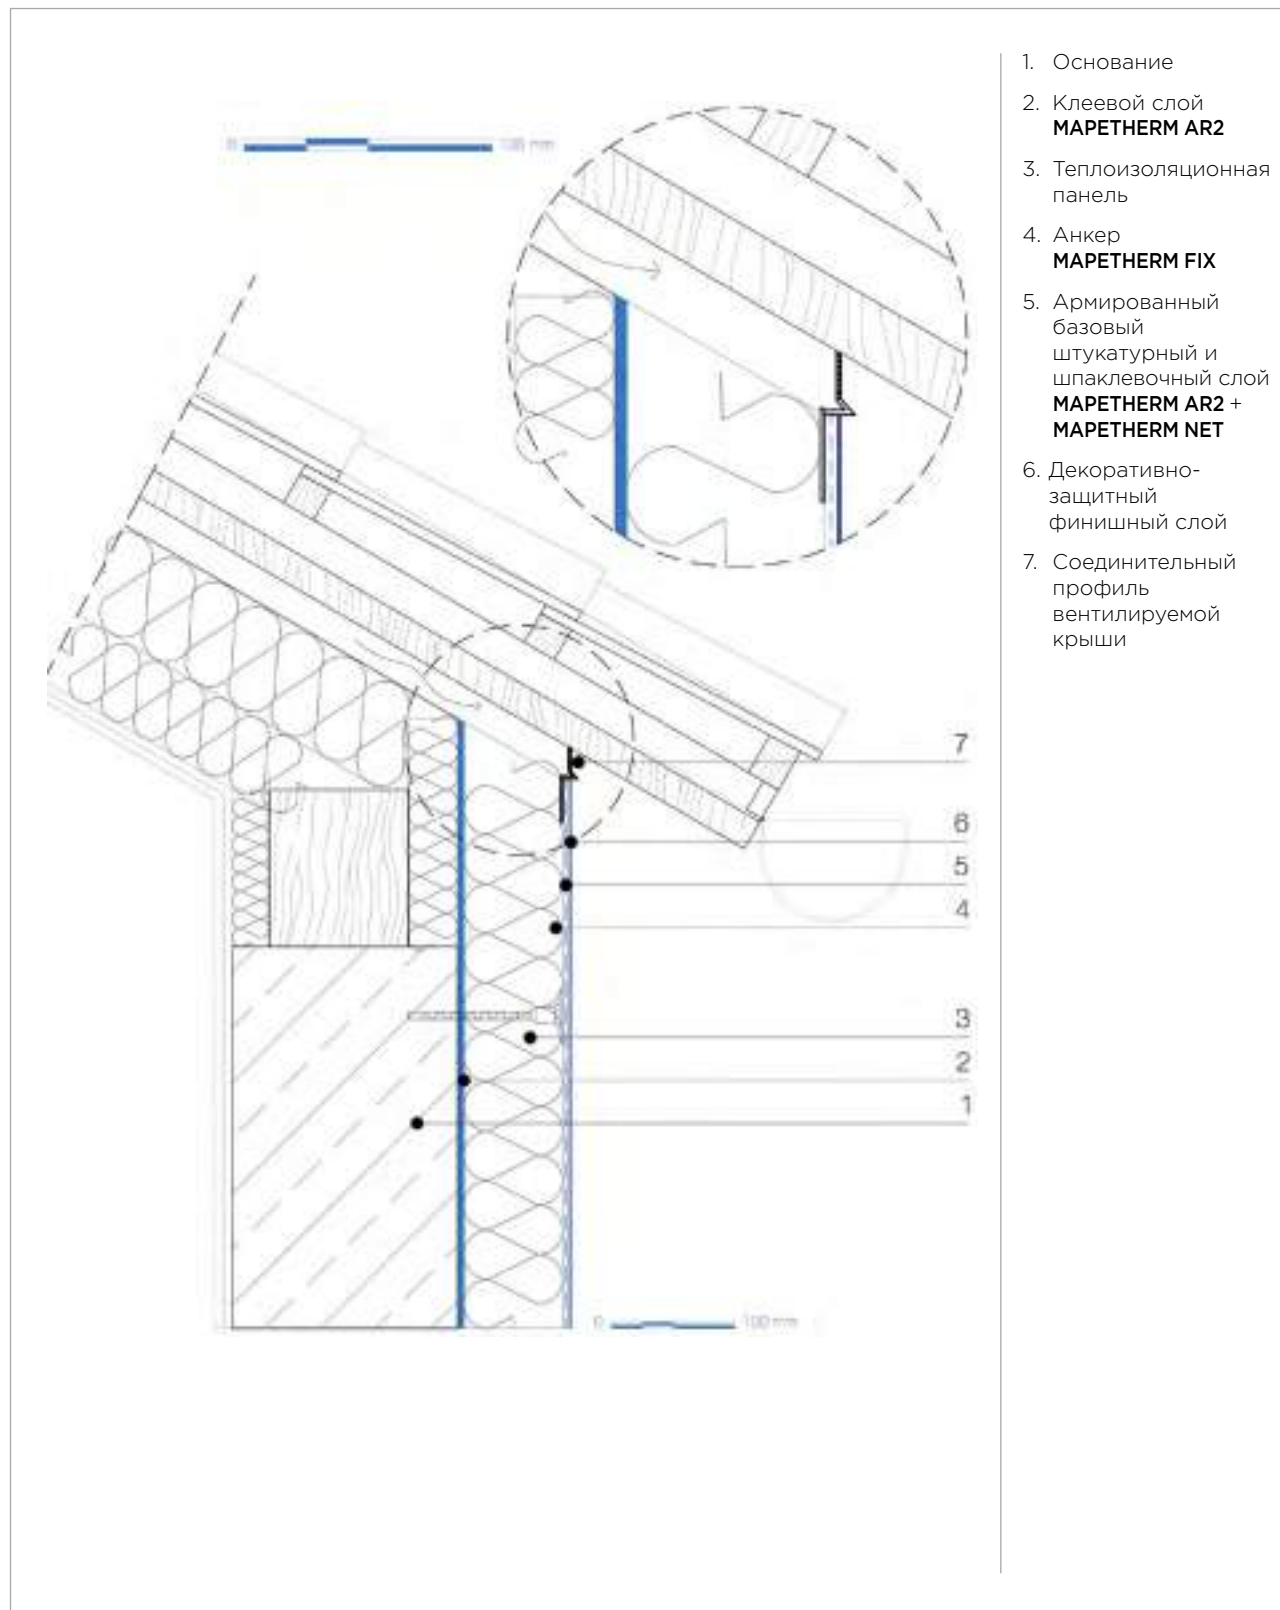 1. Основание
2. Клеевой слой
MAPETHERM AR2
3. Теплоизоляционная
панель
4. Анкер
MAPETHERM FIX
5. Армированный
базовый
штукатурный и
шпаклевочный слой
MAPETHERM AR2 +
MAPETHERM NET
6. Декоративно-
защитный
финишный слой
7. Соединительный
профиль
вентилируемой
крыши
7
6
5
4
3
2
1
0 100 mm